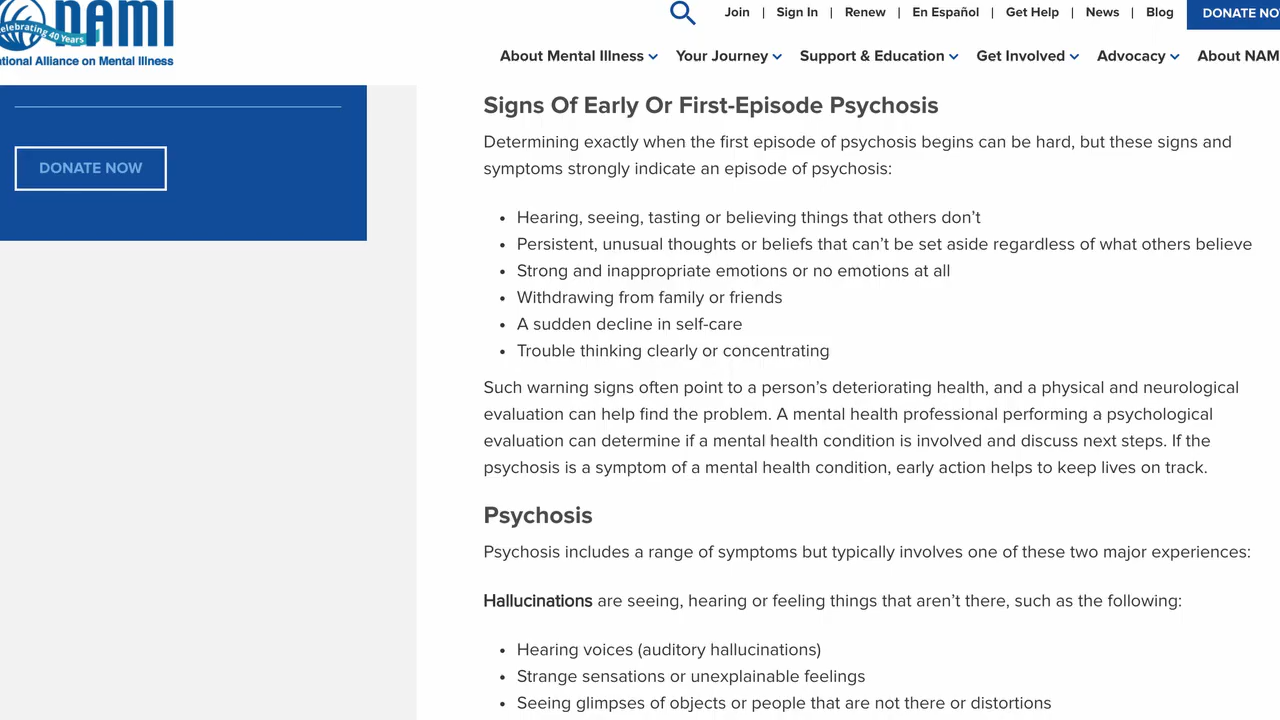 Join | Sign In | Renew | En Español | Get Help | News | Blog
DONATE NO
NAMI
elebrating 40 Years
tional Alliance on Mental Illness
About Mental Illness Your Journey Support & Education Get Involved Advocacy About NAM
DONATE NOW
Signs Of Early Or First-Episode Psychosis
Determining exactly when the first episode of psychosis begins can be hard, but these signs and
symptoms strongly indicate an episode of psychosis:
• Hearing, seeing, tasting or believing things that others don’t
• Persistent, unusual thoughts or beliefs that can’t be set aside regardless of what others believe
• Strong and inappropriate emotions or no emotions at all
• Withdrawing from family or friends
• A sudden decline in self-care
• Trouble thinking clearly or concentrating
Such warning signs often point to a person’s deteriorating health, and a physical and neurological
evaluation can help find the problem. A mental health professional performing a psychological
evaluation can determine if a mental health condition is involved and discuss next steps. If the
psychosis is a symptom of a mental health condition, early action helps to keep lives on track.
Psychosis
Psychosis includes a range of symptoms but typically involves one of these two major experiences:
Hallucinations are seeing, hearing or feeling things that aren’t there, such as the following:
• Hearing voices (auditory hallucinations)
• Strange sensations or unexplainable feelings
• Seeing glimpses of objects or people that are not there or distortions